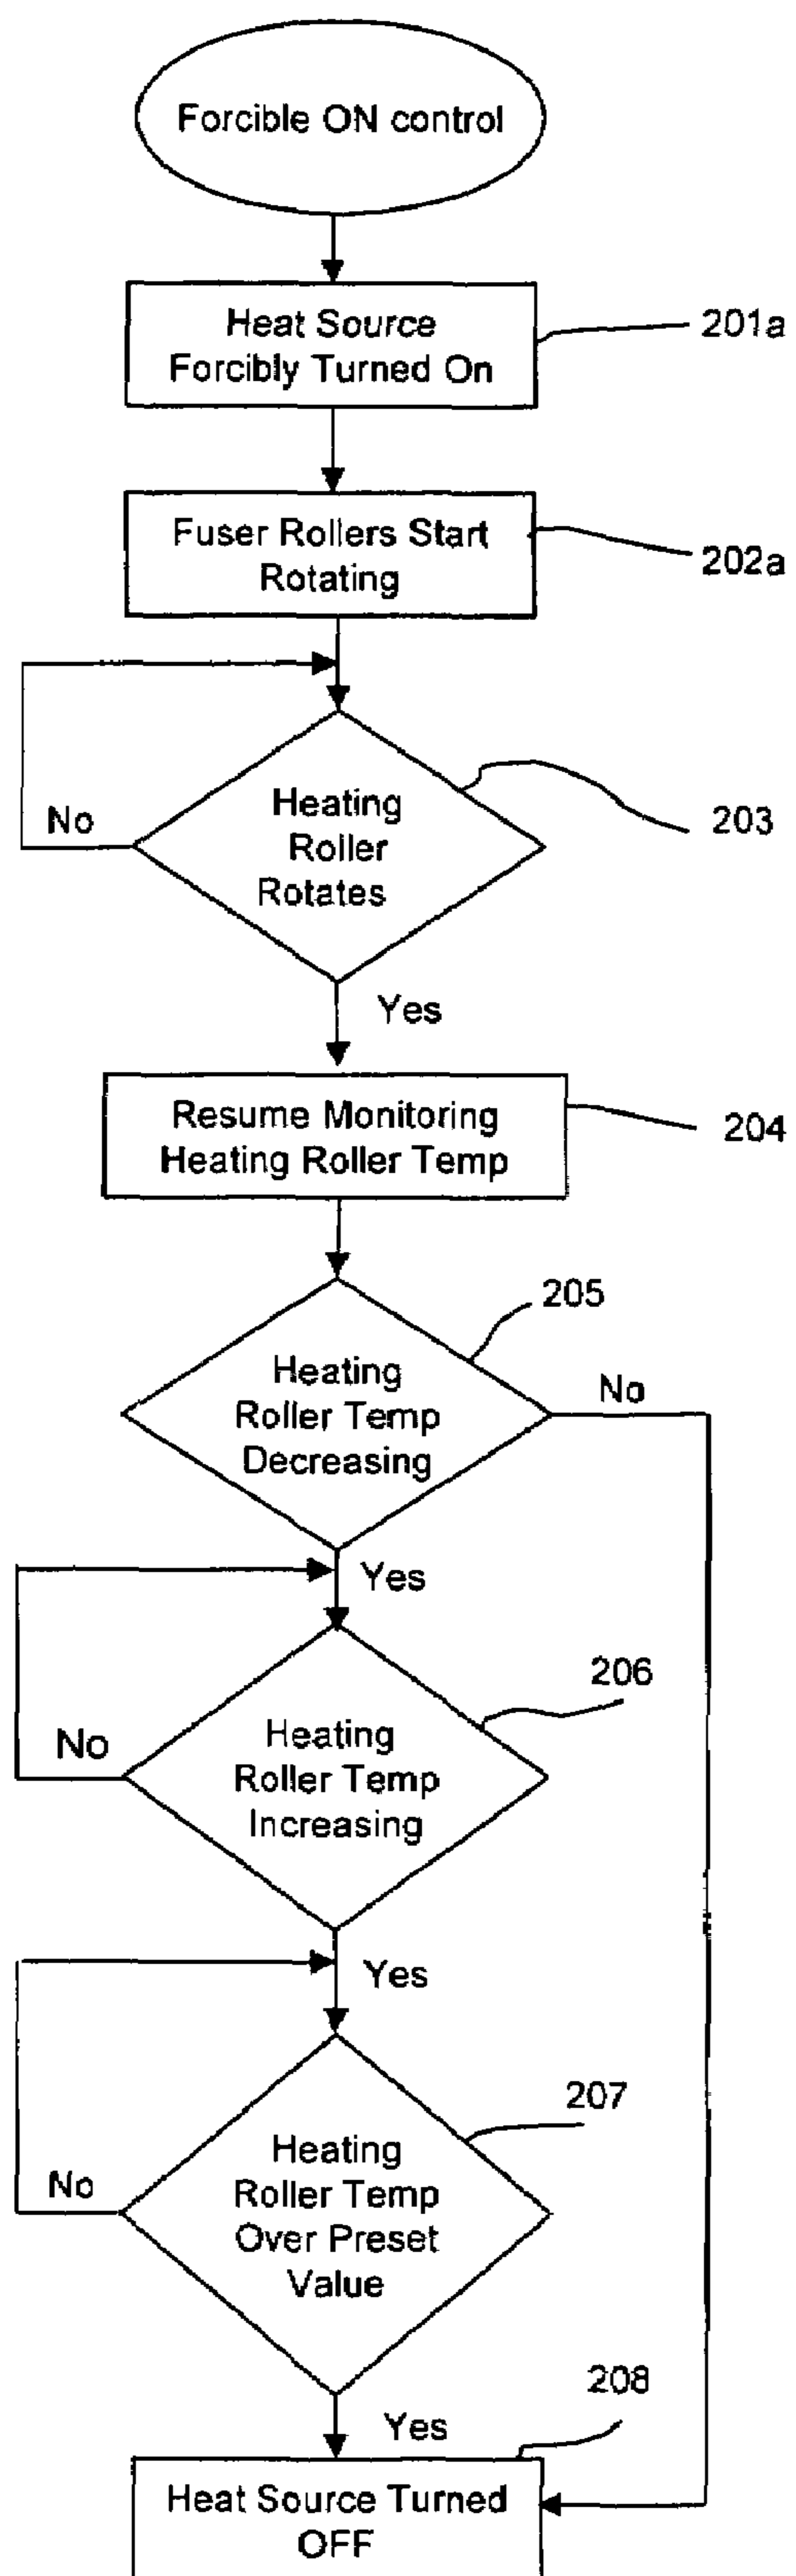 Forcible ON control
Heat Source
Forcibly Turned On
201a
Fuser Rollers Start
Rotating
202a
Heating
Roller
Rotates
203
No
Yes
Resume Monitoring
Heating Roller Temp
204
Heating
Roller Temp
Decreasing
205
No
Yes
Heating
Roller Temp
Increasing
206
No
Yes
Heating
Roller Temp
Over Preset
Value
207
No
Yes
208
Heat Source Turned
OFF